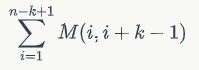 $\sum_{i=1}^{n-k+1} M(i, i+k-1)$